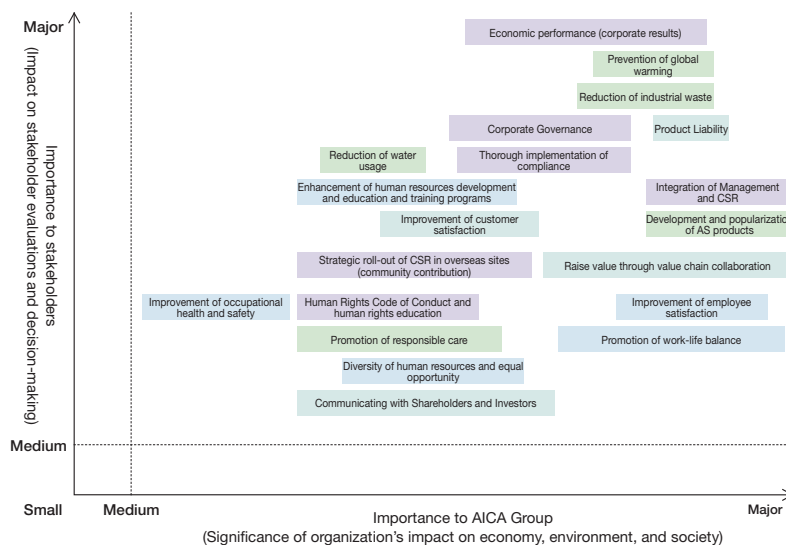 Major
Importance to stakeholders
(Impact on stakeholder evaluations and decision-making)
Economic performance (corporate results)
Prevention of global
warming
Reduction of industrial waste
Corporate Governance
Product Liability
Reduction of water
usage
Thorough implementation of
compliance
Enhancement of human resources development
and education and training programs
Integration of Management
and CSR
Improvement of customer
satisfaction
Development and popularization
of AS products
Strategic roll-out of CSR in overseas sites
(community contribution)
Raise value through value chain collaboration
Improvement of occupational
health and safety
Human Rights Code of Conduct and
human rights education
Improvement of employee
satisfaction
Promotion of responsible care
Promotion of work-life balance
Diversity of human resources and equal
opportunity
Communicating with Shareholders and Investors
Medium
Small
Medium
Major
Importance to AICA Group
(Significance of organization's impact on economy, environment, and society)